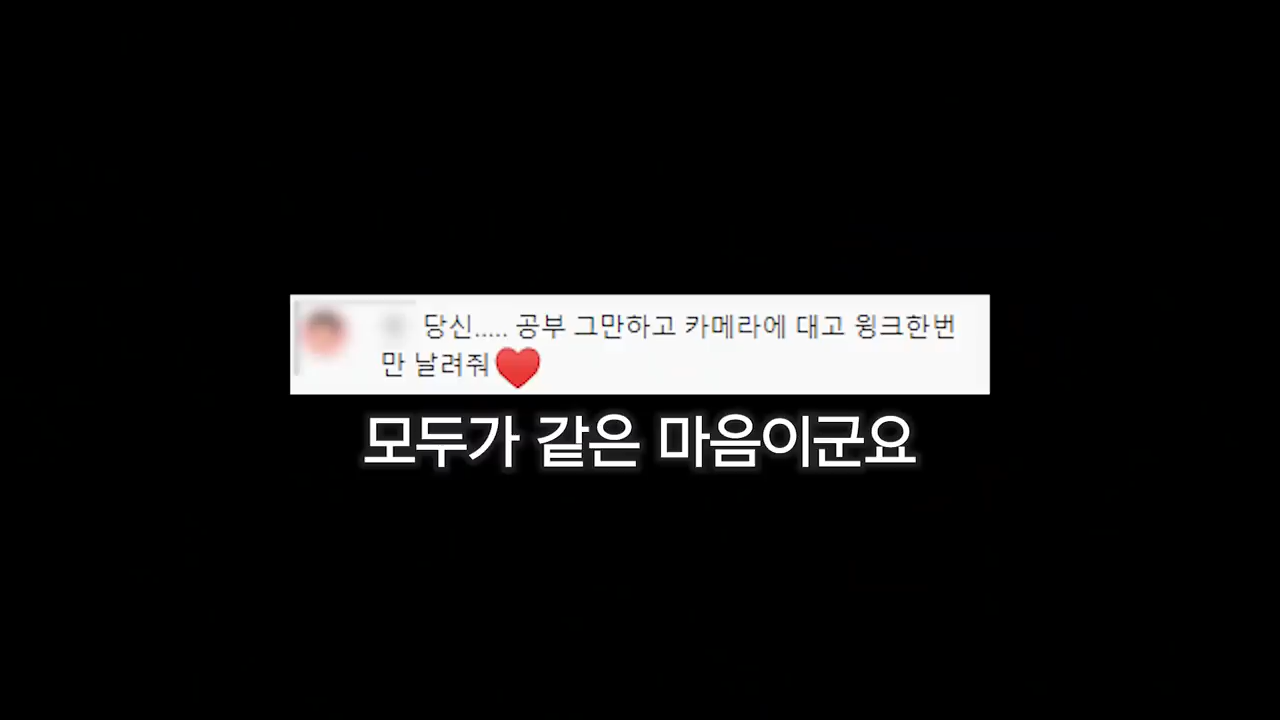 당신..... 공부 그만하고 카메라에 대고 윙크한번
만 날려줘❤️
모두가 같은 마음이군요